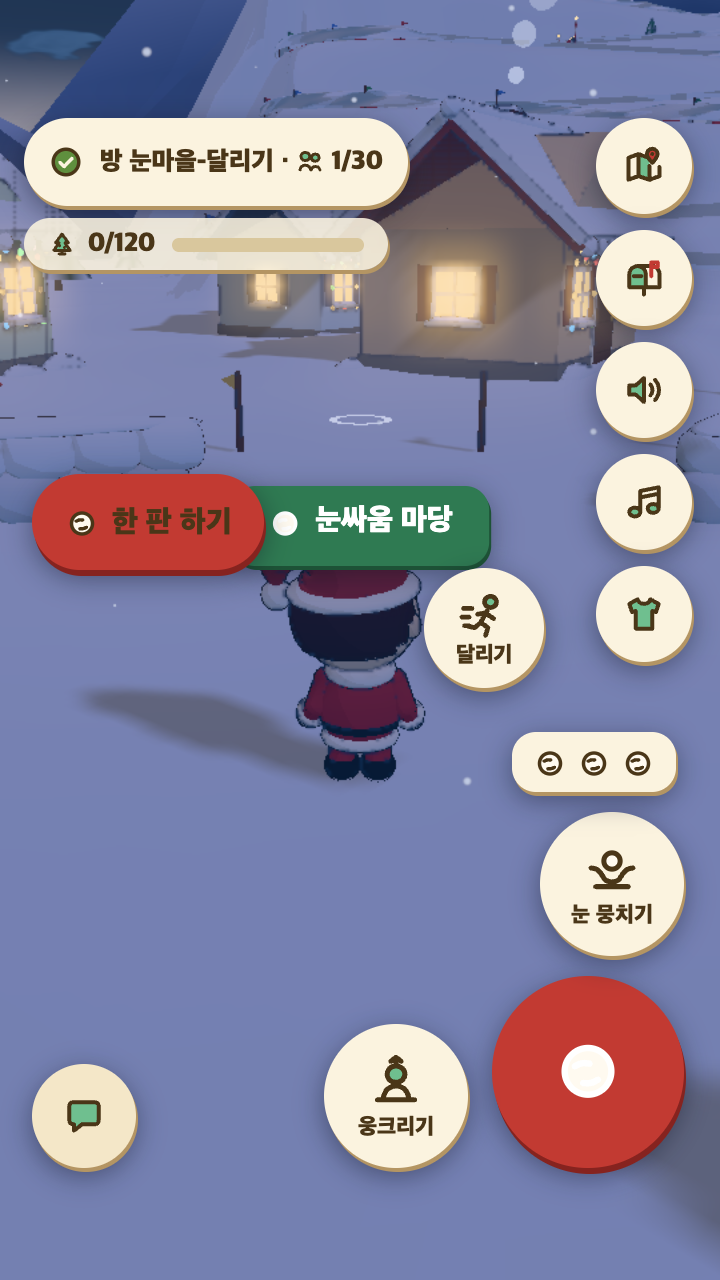 방 눈마을-달리기 · 1/30
0/120
한 판 하기
눈싸움 마당
달리기
눈 뭉치기
웅크리기